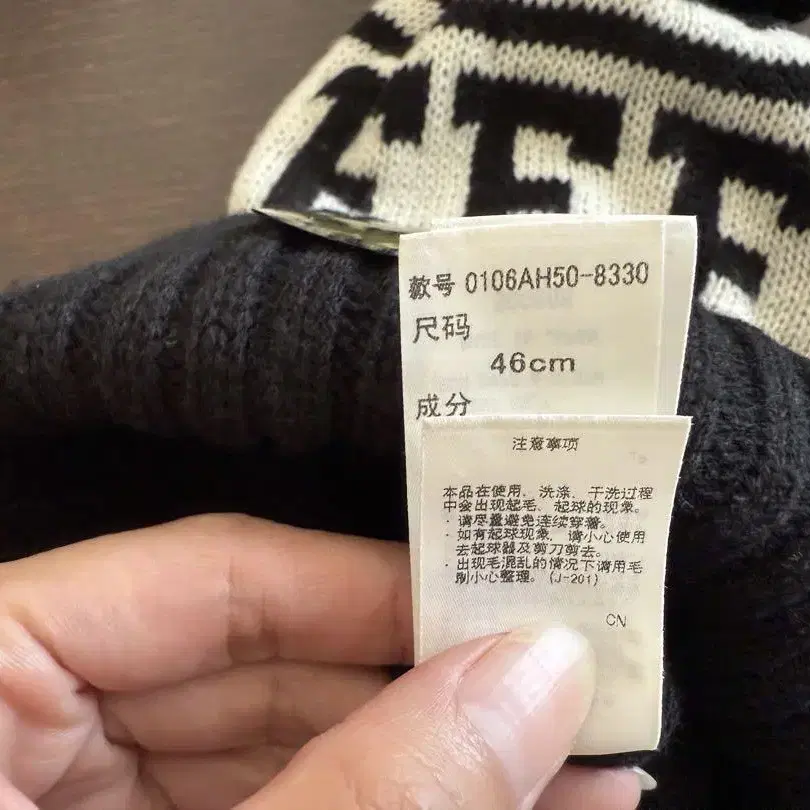 款号 0106AH50-8330
尺码
46cm
成分
注意事项
本品在使用、洗涤、干洗过程
中会出现起毛、起球的现象。
· 请尽量避免连续穿着。
· 如有起球现象，请小心使用
去起球器及剪刀剪去。
· 出现毛混乱的情况下请用毛
刷小心整理。(J-201)
CN